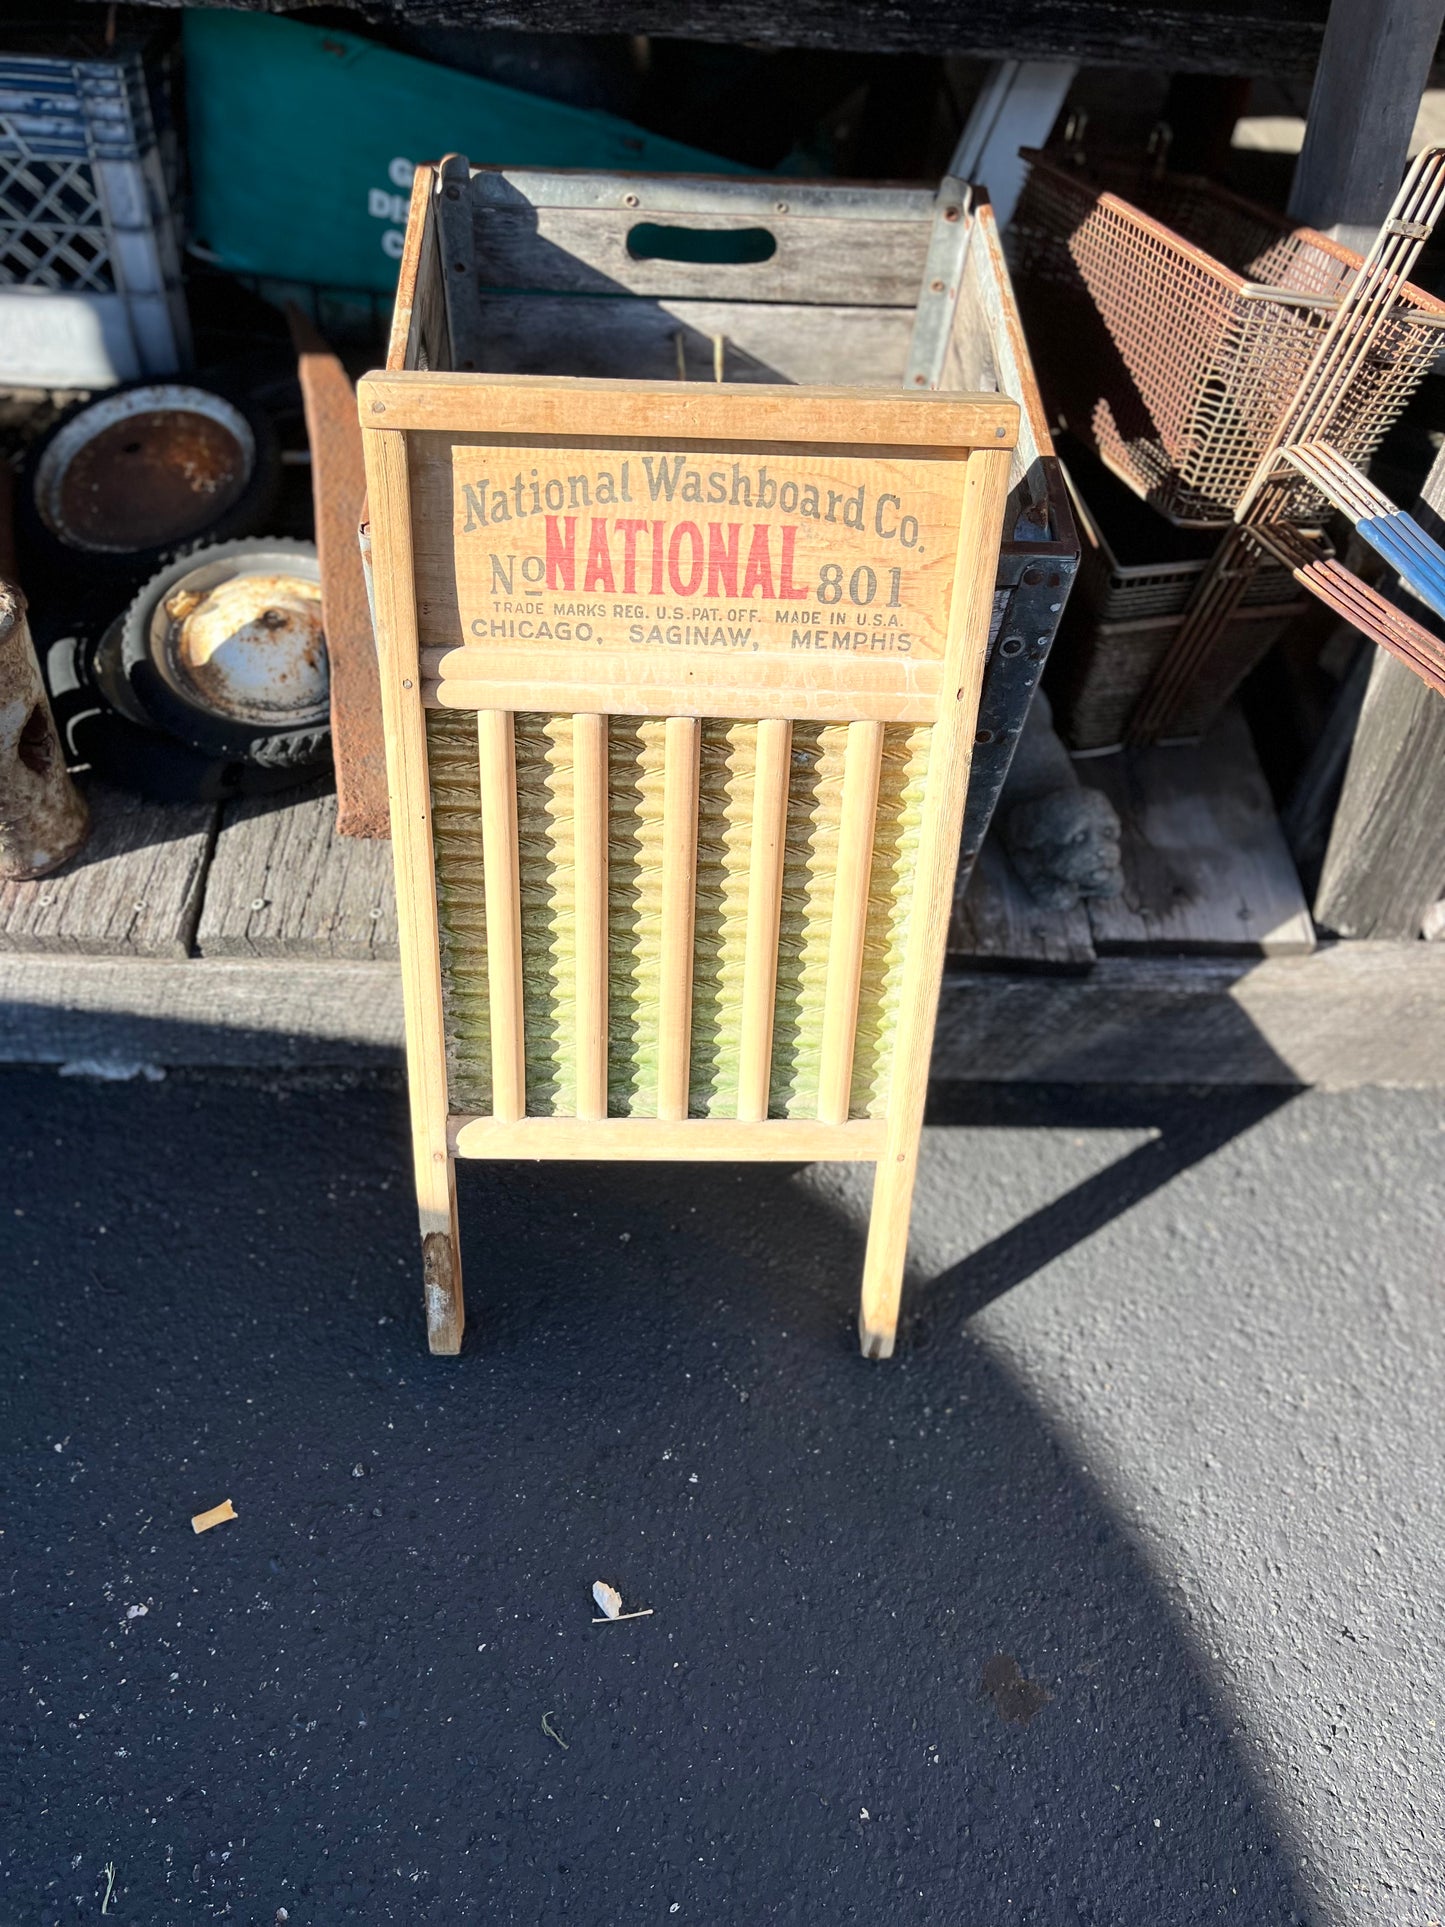 National Washboard Co.
No NATIONAL 801
TRADE MARKS REG. U.S. PAT. OFF. MADE IN U.S.A.
CHICAGO, SAGINAW, MEMPHIS